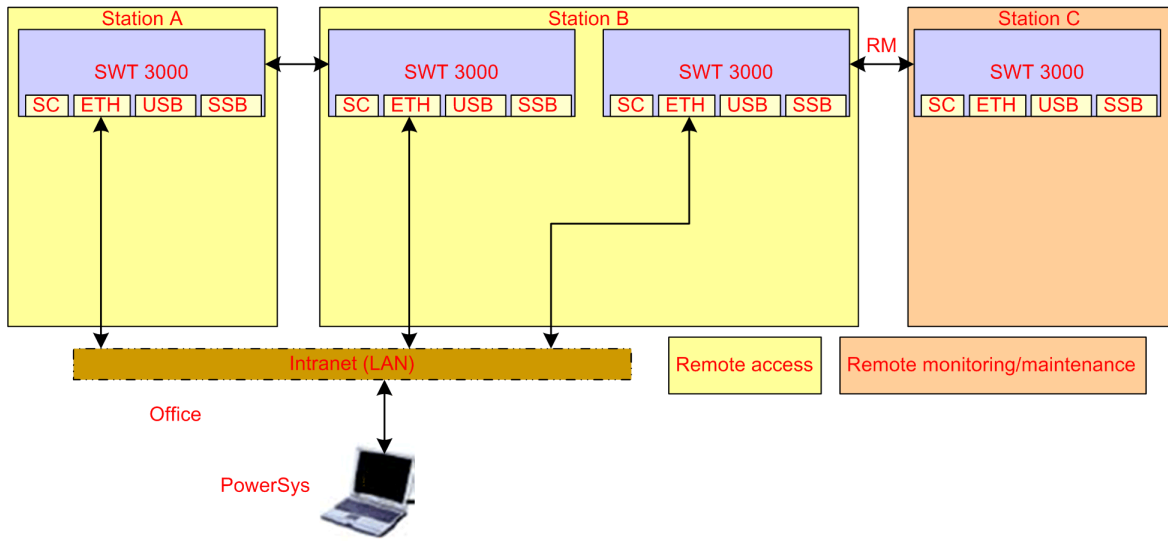 Station A
Station B
Station C
SWT 3000
SWT 3000
SWT 3000
RM
SWT 3000
SC ETH USB SSB
SC ETH USB SSB
SC ETH USB SSB
SC ETH USB SSB
Intranet (LAN)
Remote access
Remote monitoring/maintenance
Office
PowerSys